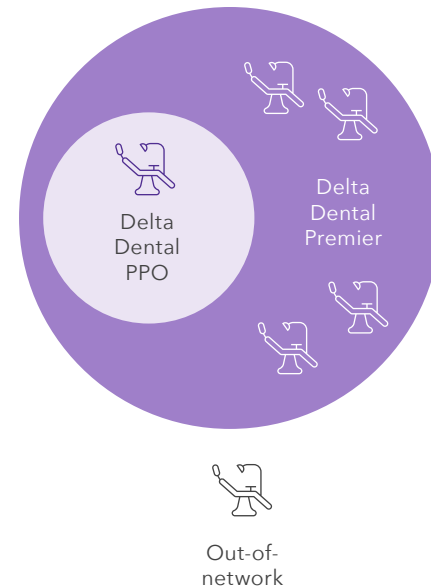 Delta
Dental
PPO
Delta
Dental
Premier
Out-of-
network